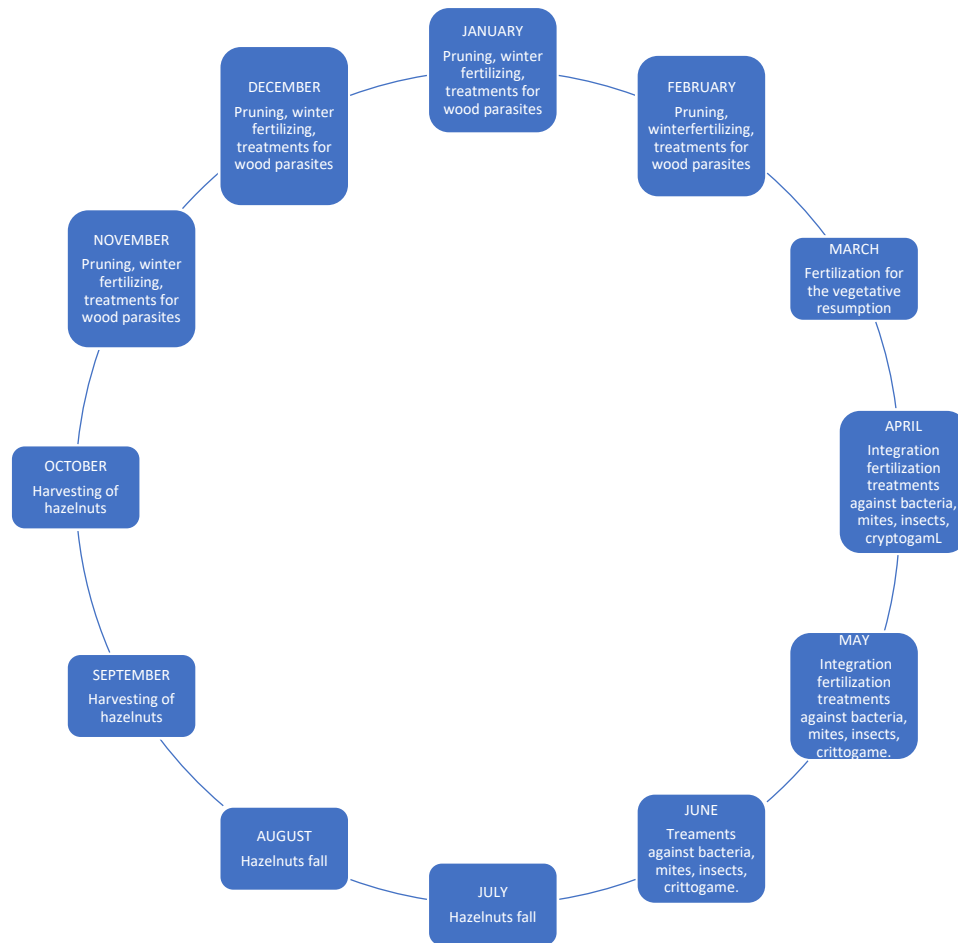 JANUARY
Pruning, winter
fertilizing,
treatments for
wood parasites
FEBRUARY
Pruning,
winterfertilizing,
treatments for
wood parasites
MARCH
Fertilization for
the vegetative
resumption
APRIL
Integration
fertilization
treatments
against bacteria,
mites, insects,
cryptogamL
MAY
Integration
fertilization
treatments
against bacteria,
mites, insects,
crittogame.
JUNE
Treaments
against bacteria,
mites, insects,
crittogame.
JULY
Hazelnuts fall
AUGUST
Hazelnuts fall
SEPTEMBER
Harvesting of
hazelnuts
OCTOBER
Harvesting of
hazelnuts
NOVEMBER
Pruning, winter
fertilizing,
treatments for
wood parasites
DECEMBER
Pruning, winter
fertilizing,
treatments for
wood parasites